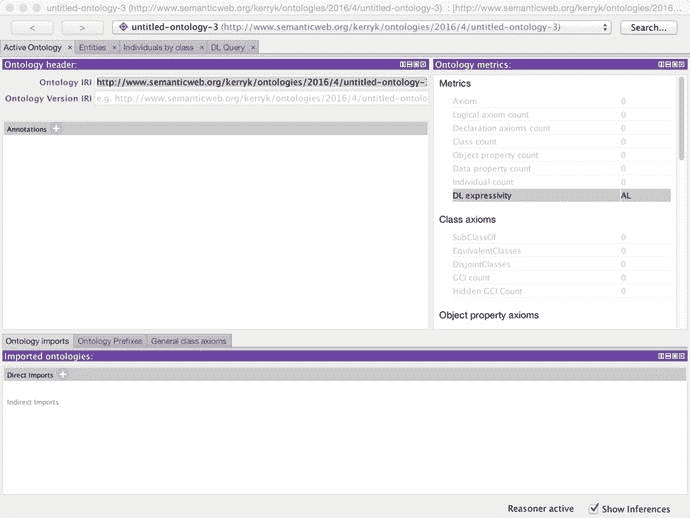 untitled-ontology-3 (http://www.semanticweb.org/kerryk/ontologies/2016/4/untitled-ontology-3) : [http://www.semanticweb.org/kerryk/ontologies/2016...
< > untitled-ontology-3 (http://www.semanticweb.org/kerryk/ontologies/2016/4/untitled-ontology-3) Search...
Active Ontology × Entities × Individuals by class × DL Query ×
Ontology header:
Ontology IRI http://www.semanticweb.org/kerryk/ontologies/2016/4/untitled-ontology-
Ontology Version IRI e.g. http://www.semanticweb.org/kerryk/ontologies/2016/4/untitled-ontolo
Annotations +
Ontology metrics:
Metrics
Axiom 0
Logical axiom count 0
Declaration axioms count 0
Class count 0
Object property count 0
Data property count 0
Individual count 0
DL expressivity AL
Class axioms
SubClassOf 0
EquivalentClasses 0
DisjointClasses 0
GCI count 0
Hidden GCI Count 0
Object property axioms
Ontology imports Ontology Prefixes General class axioms
Imported ontologies:
Direct Imports +
Indirect Imports
Reasoner active Show Inferences